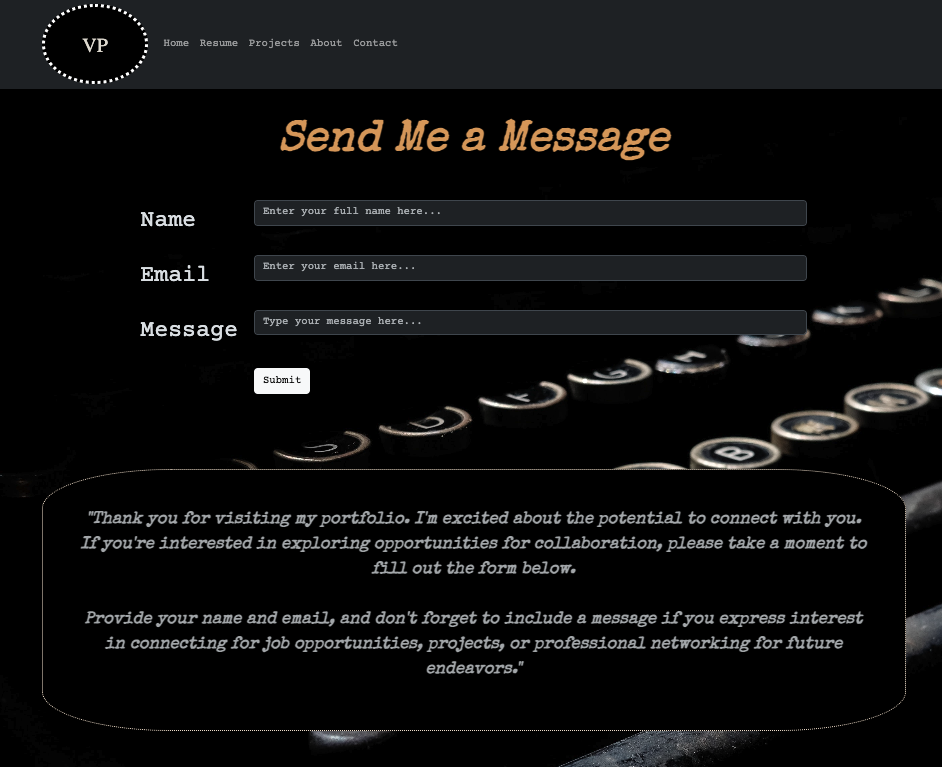 VP
Home Resume Projects About Contact
Send Me a Message
Name
Enter your full name here...
Email
Enter your email here...
Message
Type your message here...
Submit
B
"Thank you for visiting my portfolio. I'm excited about the potential to connect with you.
If you're interested in exploring opportunities for collaboration, please take a moment to
fill out the form below.
Provide your name and email, and don't forget to include a message if you express interest
in connecting for job opportunities, projects, or professional networking for future
endeavors."